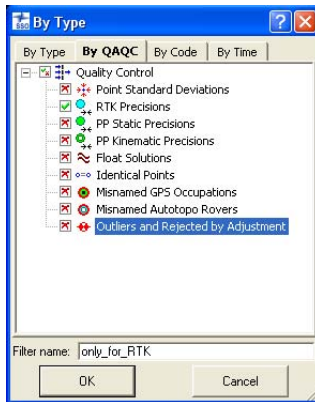 By Type
By Type By QAQC By Code By Time
Quality Control
Point Standard Deviations
RTK Precisions
PP Static Precisions
PP Kinematic Precisions
Float Solutions
Identical Points
Misnamed GPS Occupations
Misnamed Autotopo Rovers
Outliers and Rejected by Adjustment
Filter name: only_for_RTK
OK Cancel